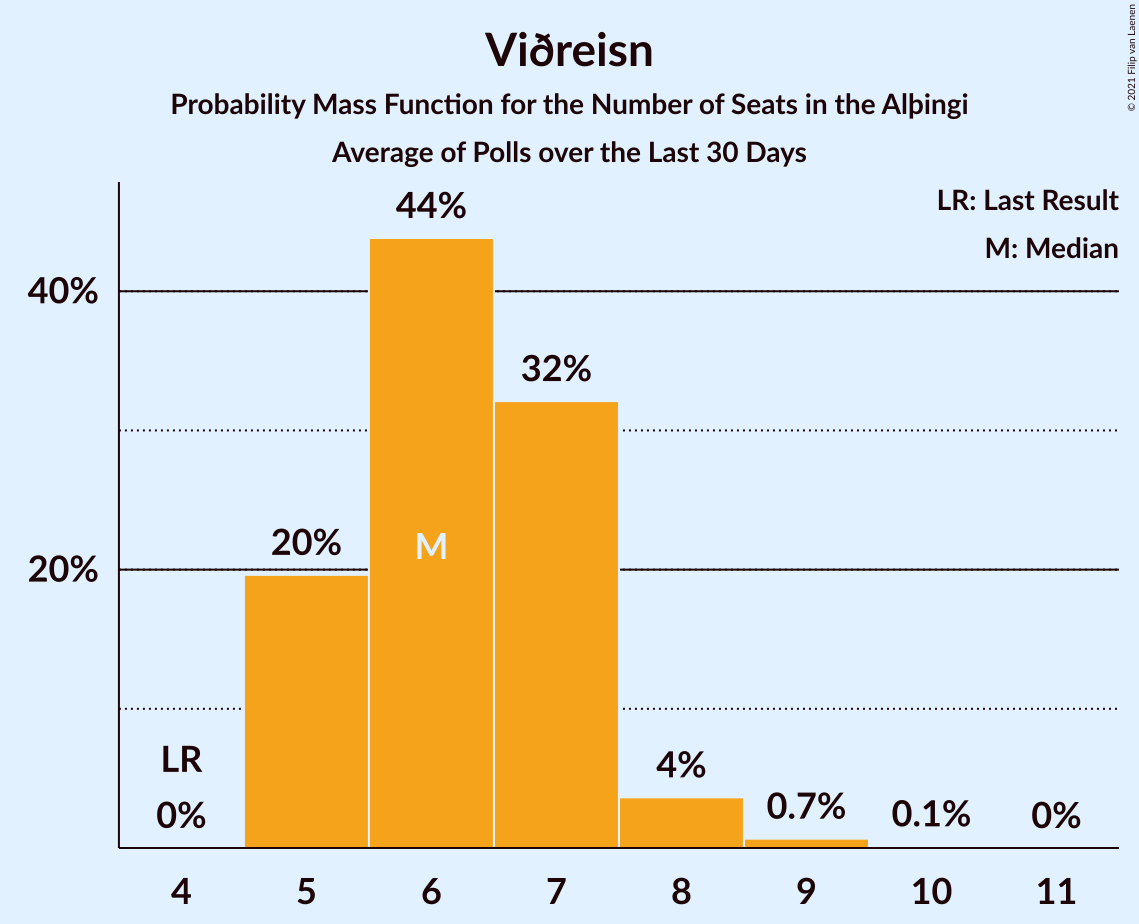 Viðreisn
Probability Mass Function for the Number of Seats in the Alþingi
Average of Polls over the Last 30 Days
© 2021 Filip van Laenen
LR: Last Result
M: Median
44%
40%
32%
20%
M
20%
LR
0%
4%
0.7%
0.1%
0%
4
5
6
7
8
9
10
11